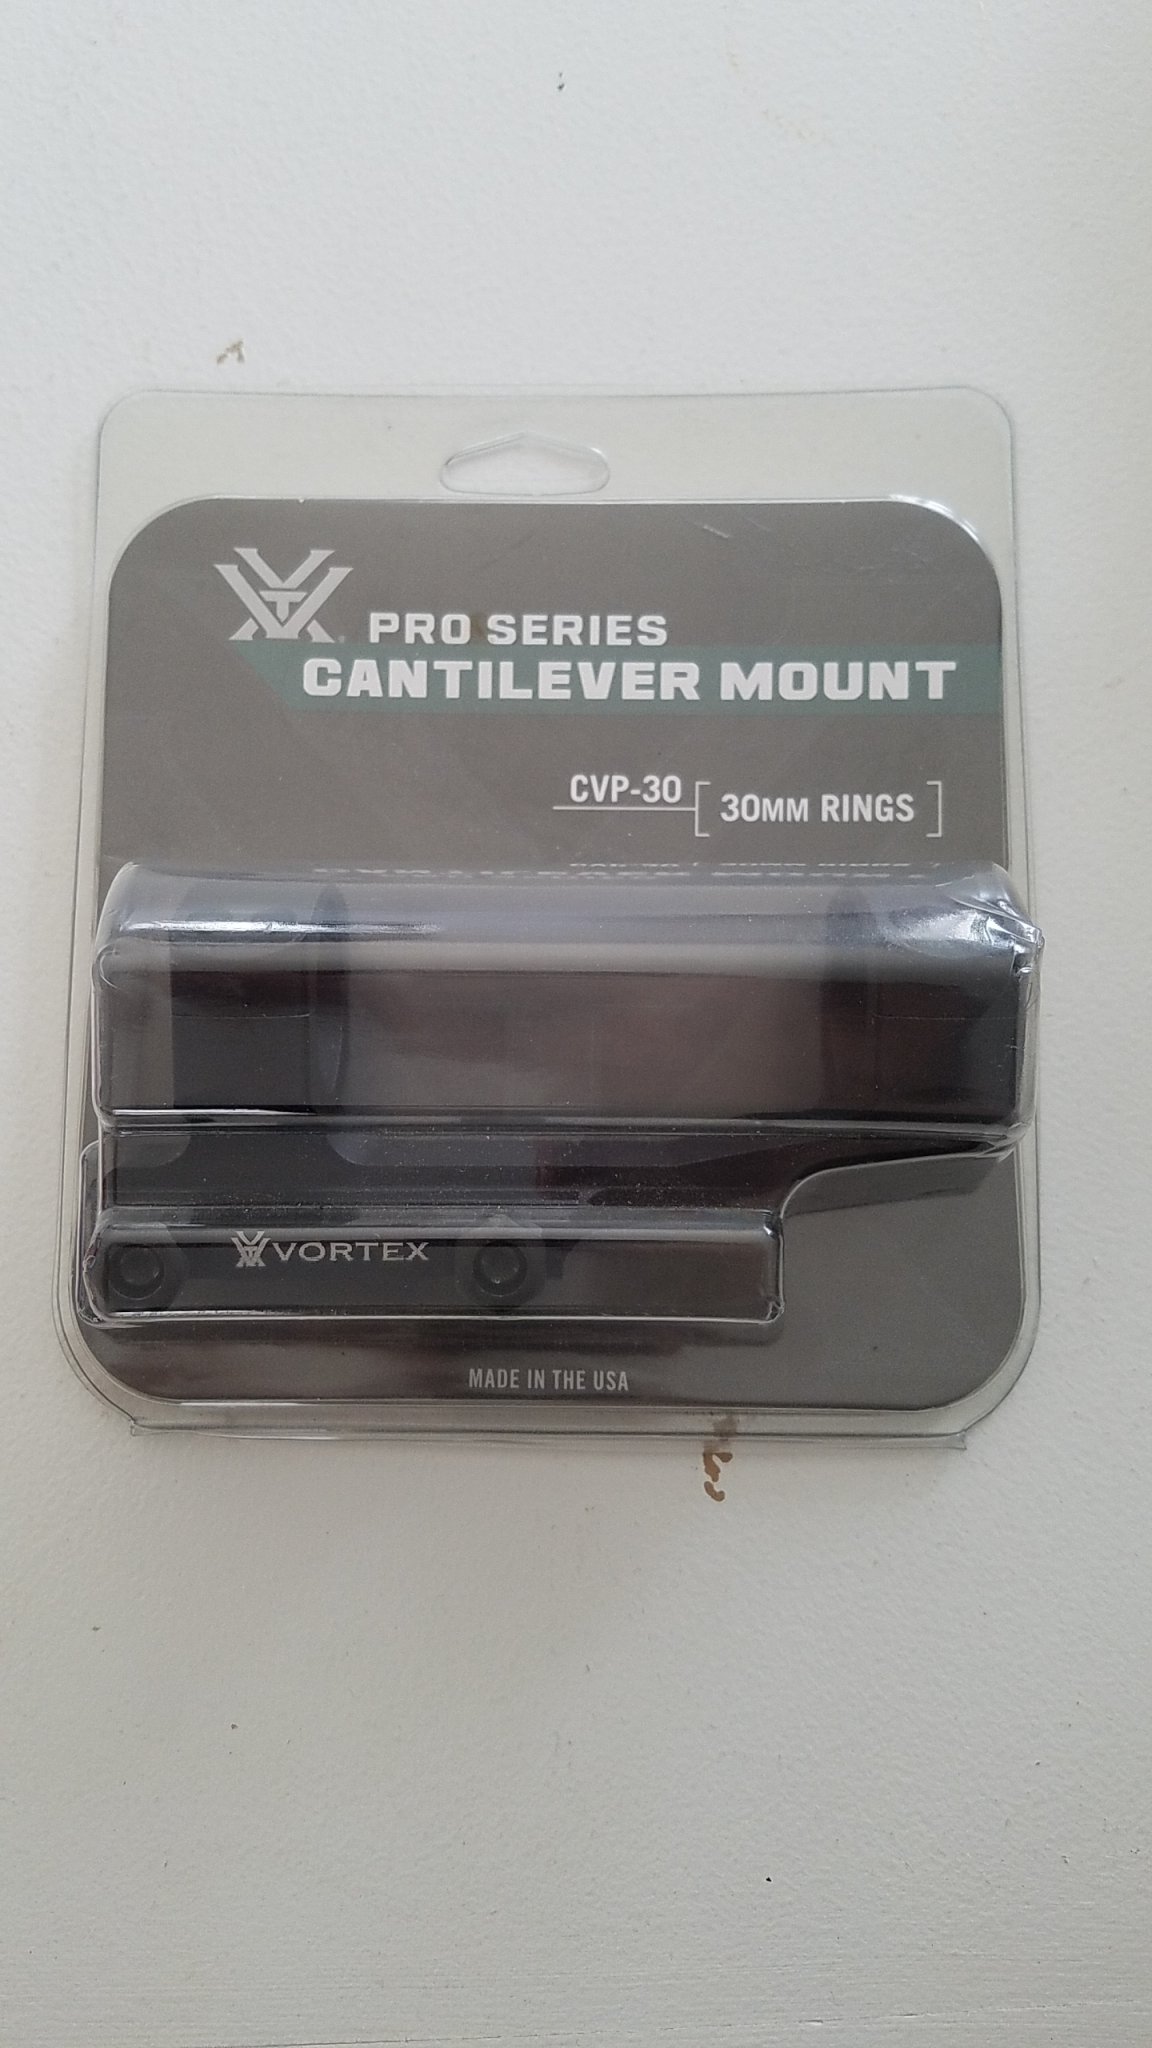 PRO SERIES
CANTILEVER MOUNT
CVP-30
30MM RINGS
VORTEX
MADE IN THE USA